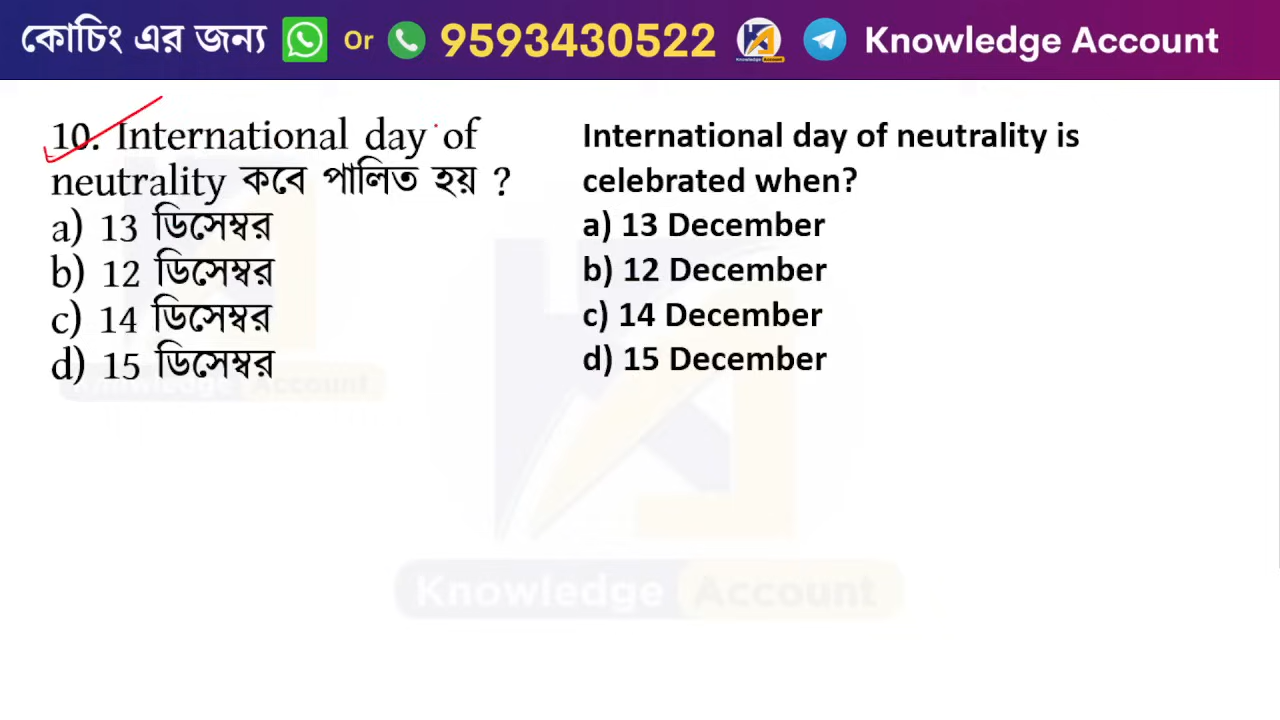 কোচিং এর জন্য Or 9593430522 Knowledge Account
10. International day of
neutrality কবে পালিত হয় ?
a) 13 ডিসেম্বর
b) 12 ডিসেম্বর
c) 14 ডিসেম্বর
d) 15 ডিসেম্বর
International day of neutrality is
celebrated when?
a) 13 December
b) 12 December
c) 14 December
d) 15 December
Knowledge Account
Knowledge Account